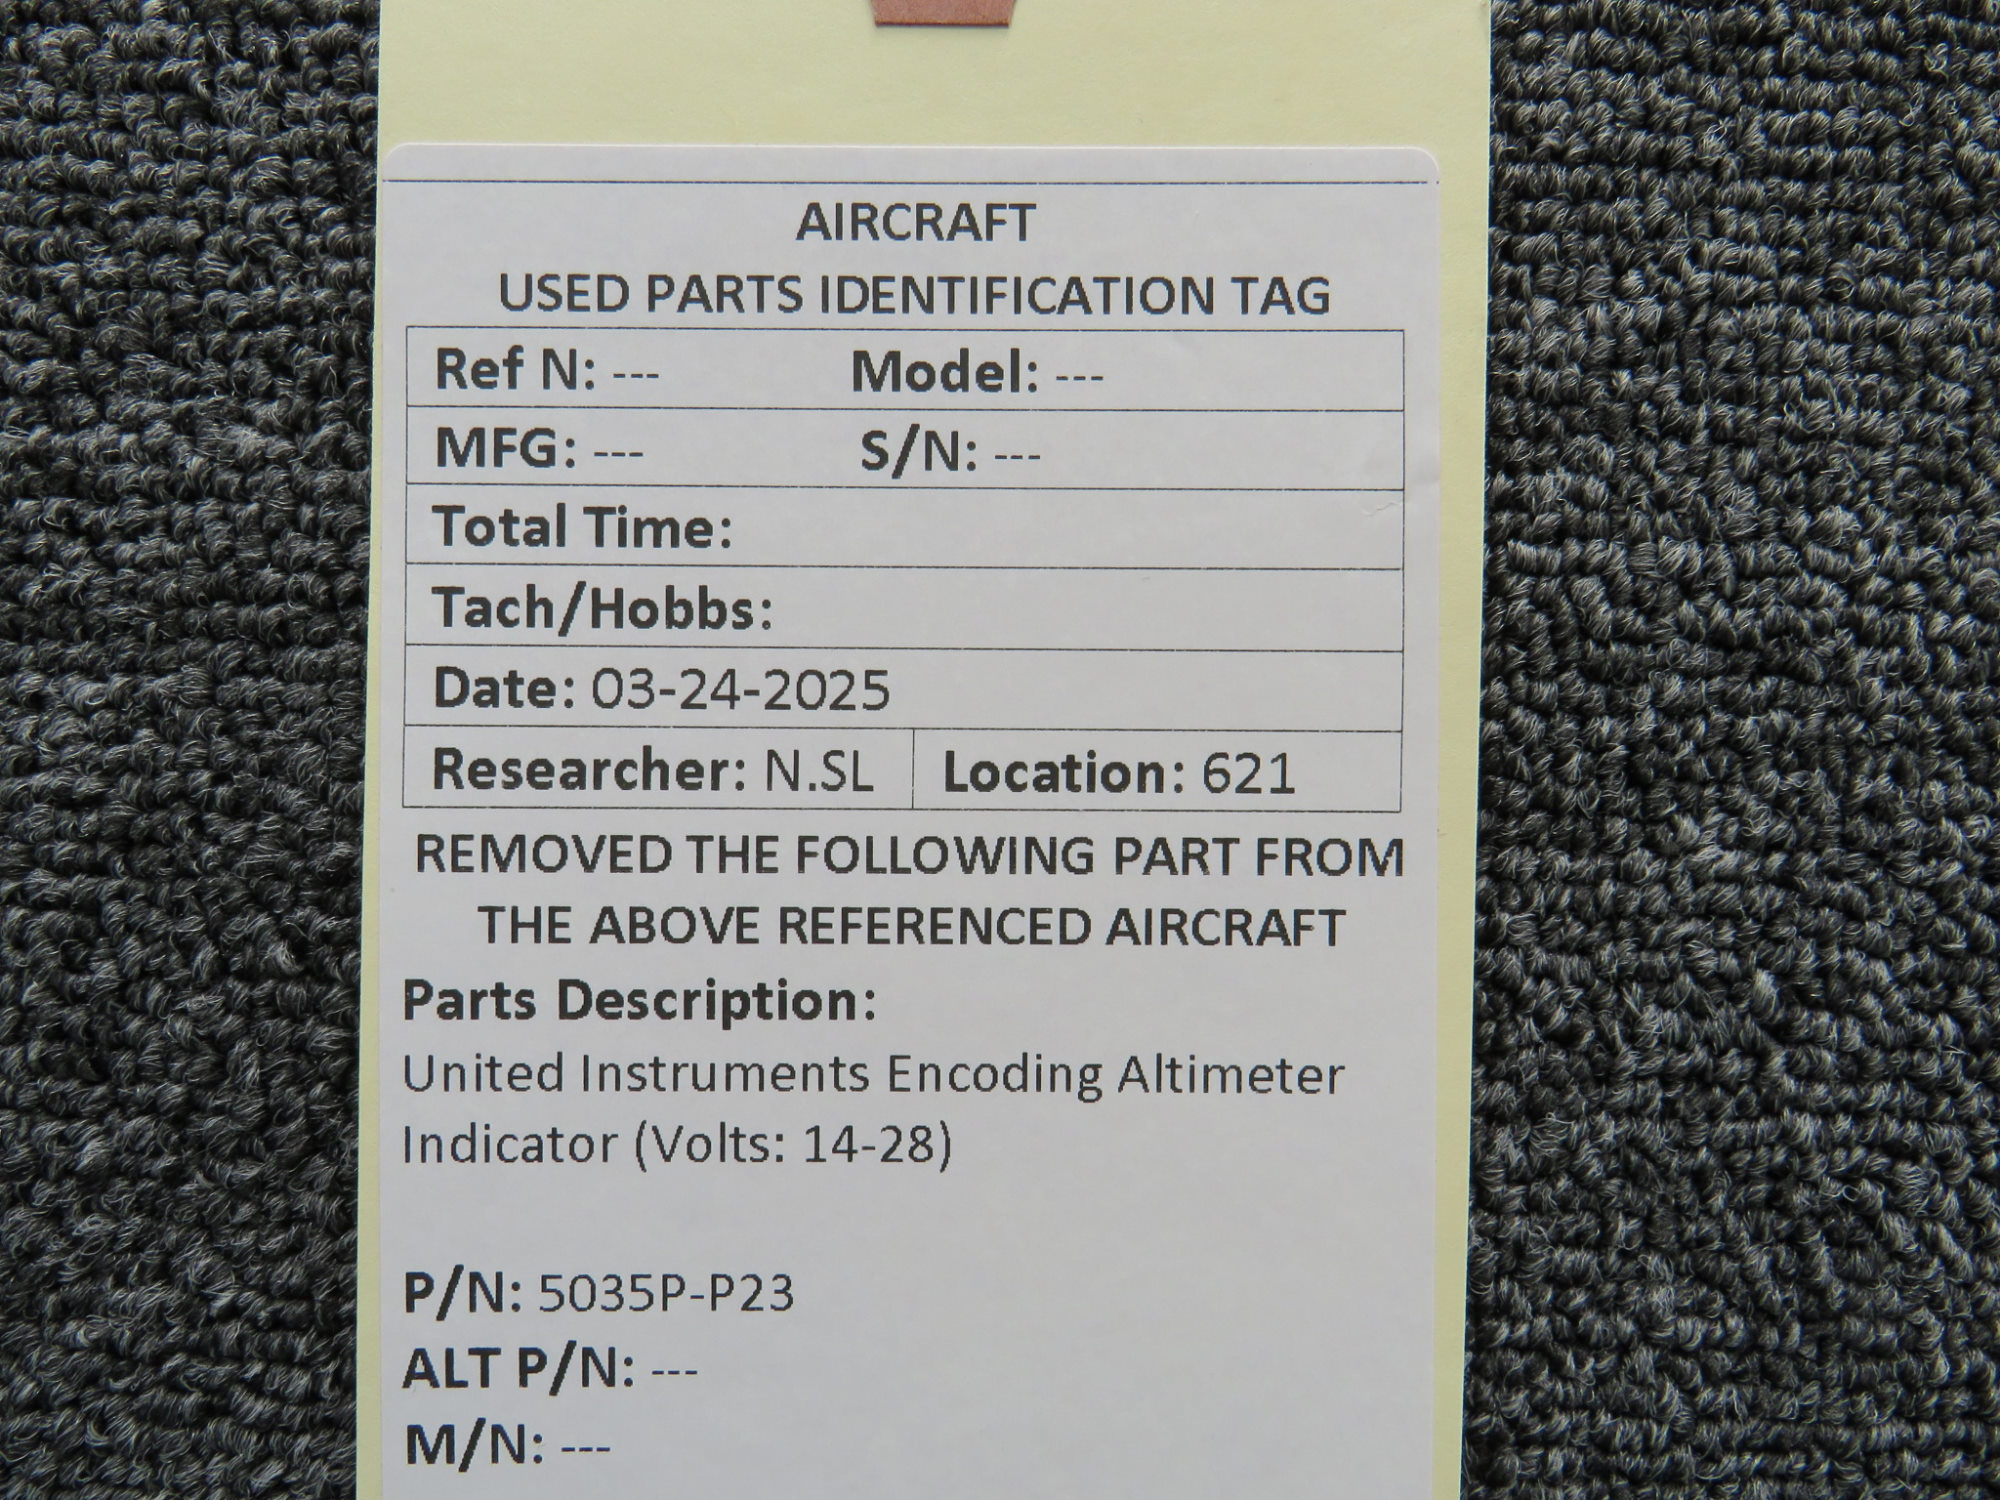 AIRCRAFT
USED PARTS IDENTIFICATION TAG
Ref N: --- Model: ---
MFG: --- S/N: ---
Total Time:
Tach/Hobbs:
Date: 03-24-2025
Researcher: N.SL Location: 621
REMOVED THE FOLLOWING PART FROM
THE ABOVE REFERENCED AIRCRAFT
Parts Description:
United Instruments Encoding Altimeter
Indicator (Volts: 14-28)
P/N: 5035P-P23
ALT P/N: ---
M/N: ---